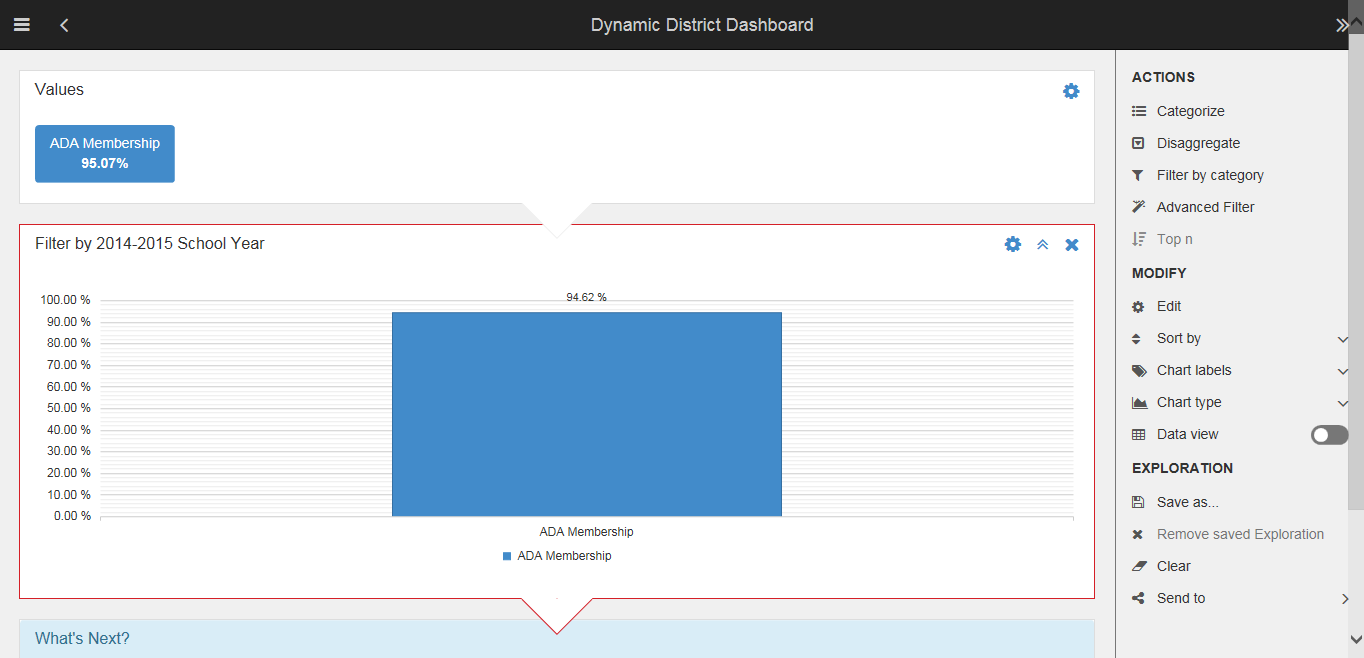 Dynamic District Dashboard
Values
ADA Membership
95.07%
Filter by 2014-2015 School Year
94.62 %
100.00 %
90.00 %
80.00 %
70.00 %
60.00 %
50.00 %
40.00 %
30.00 %
20.00 %
10.00 %
0.00 %
ADA Membership
ADA Membership
What's Next?
ACTIONS
Categorize
Disaggregate
Filter by category
Advanced Filter
Top n
MODIFY
Edit
Sort by
Chart labels
Chart type
Data view
EXPLORATION
Save as...
Remove saved Exploration
Clear
Send to